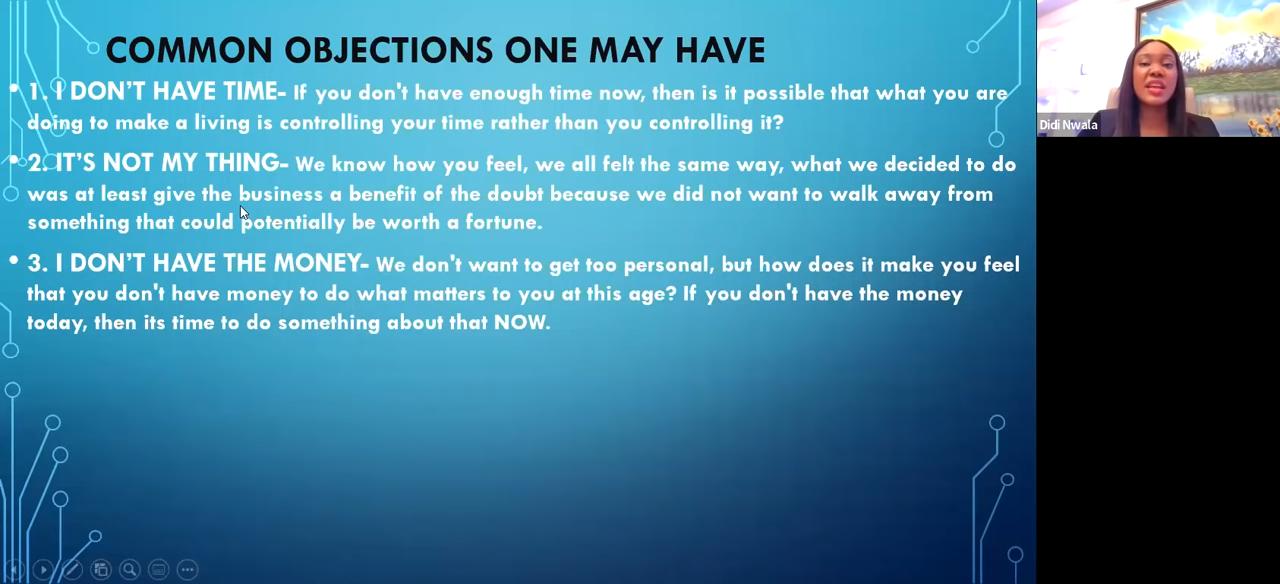 COMMON OBJECTIONS ONE MAY HAVE
• 1. I DON'T HAVE TIME- If you don't have enough time now, then is it possible that what you are
doing to make a living is controlling your time rather than you controlling it?
• 2. IT'S NOT MY THING- We know how you feel, we all felt the same way, what we decided to do
was at least give the business a benefit of the doubt because we did not want to walk away from
something that could potentially be worth a fortune.
• 3. I DON'T HAVE THE MONEY- We don't want to get too personal, but how does it make you feel
that you don't have money to do what matters to you at this age? If you don't have the money
today, then its time to do something about that NOW.
Didi Nwala